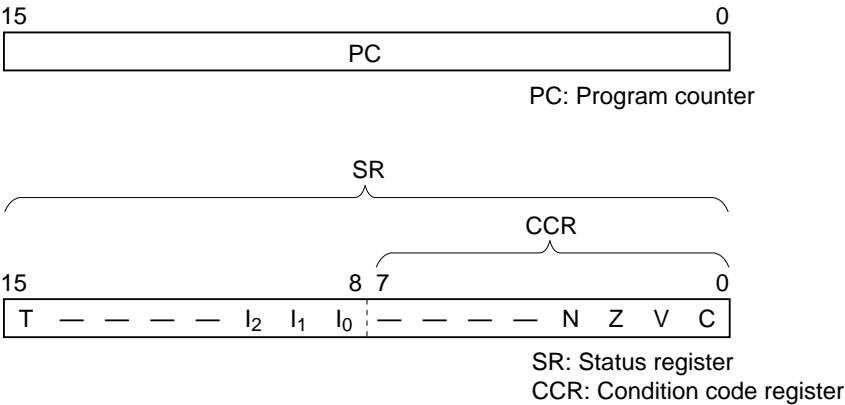 15 0
PC
PC: Program counter
SR
CCR
15 8 7 0
T — — — — I₂ I₁ I₀ — — — — N Z V C
SR: Status register
CCR: Condition code register